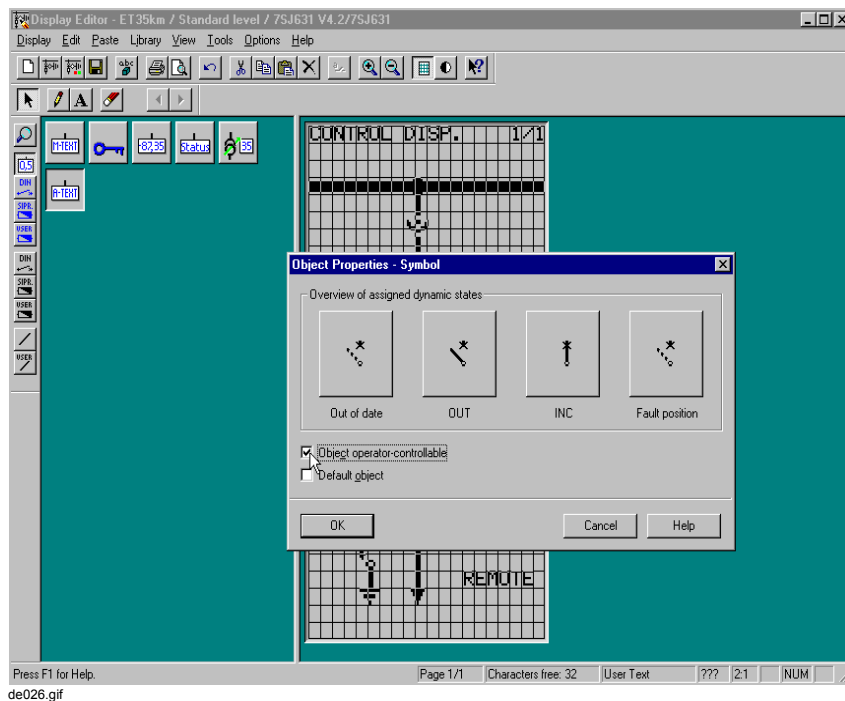 Display Editor - ET35km / Standard level / 7SJ631 V4.2/7SJ631
Display Edit Paste Library View Tools Options Help
abc
A
M-TEXT -87,35 Status 35
A-TEXT
0,5
DIN
SIPR.
USER
DIN
SIPR.
USER
USER
CONTROL DISP. 1/1
Object Properties - Symbol
Overview of assigned dynamic states
Out of date OUT INC Fault position
Object operator-controllable
Default object
OK Cancel Help
REMOTE
Press F1 for Help. Page 1/1 Characters free: 32 User Text ??? 2:1 NUM
de026.gif